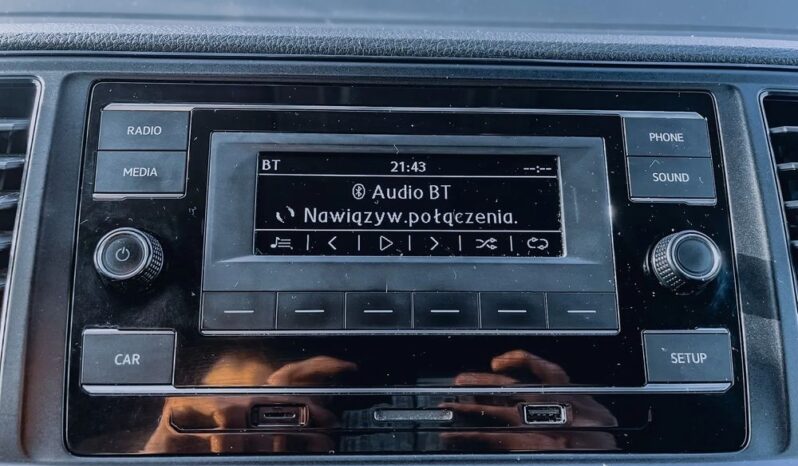 RADIO
MEDIA
BT 21:43 --:--
Audio BT
Nawiązyw.połączenia.
PHONE
SOUND
CAR
SETUP